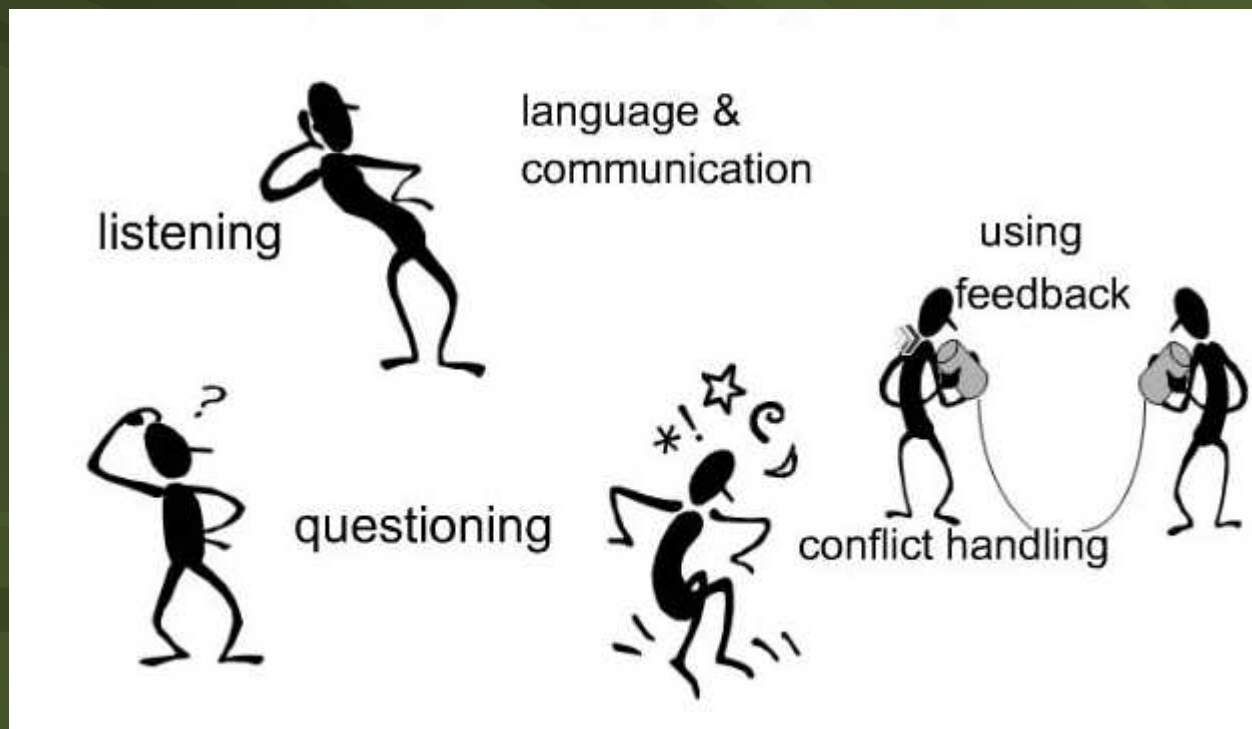 language &
communication
listening
using
feedback
?
*!
questioning
conflict handling